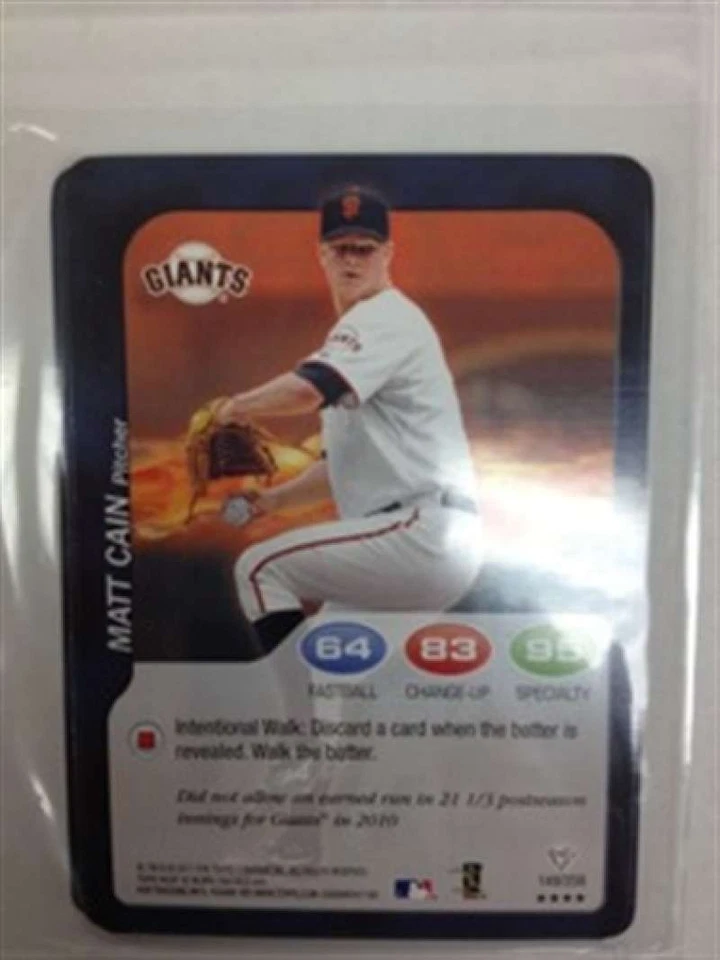 GIANTS
GIANTS
MATT CAIN Pitcher
64 83
FASTBALL CHANGE-UP SPECIALTY
Intentional Walk: Discard a card when the batter is
revealed. Walk the batter.
Did not allow an earned run in 21 1/3 postseason
innings for Giants® in 2010